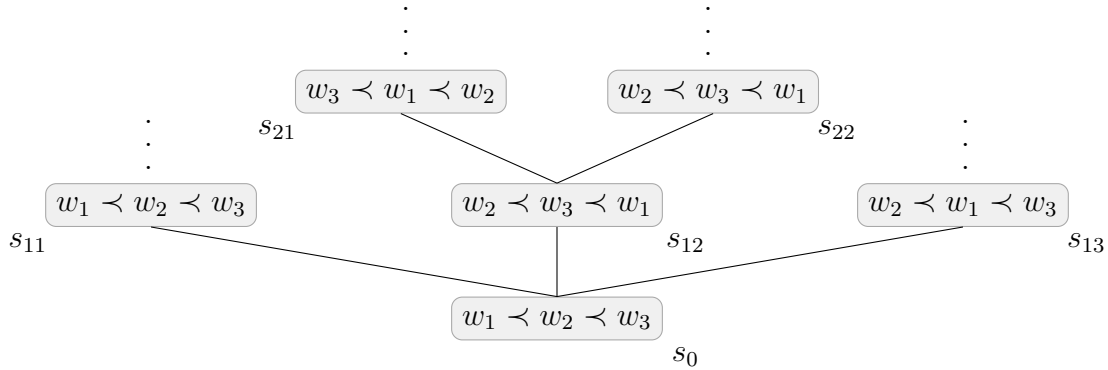 w₃ ≺ w₁ ≺ w₂
w₂ ≺ w₃ ≺ w₁
s₂₁
s₂₂
w₁ ≺ w₂ ≺ w₃
w₂ ≺ w₃ ≺ w₁
w₂ ≺ w₁ ≺ w₃
s₁₁
s₁₂
s₁₃
w₁ ≺ w₂ ≺ w₃
s₀